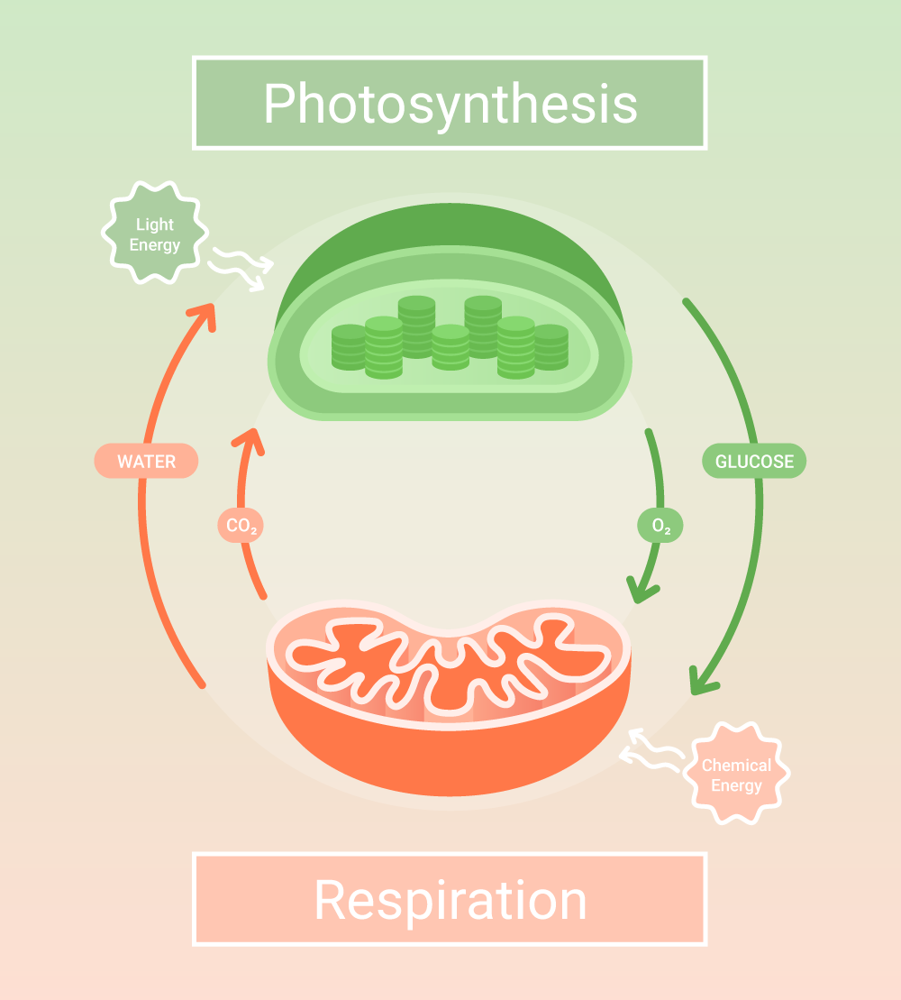 Photosynthesis
Light
Energy
WATER
GLUCOSE
CO₂
O₂
Chemical
Energy
Respiration